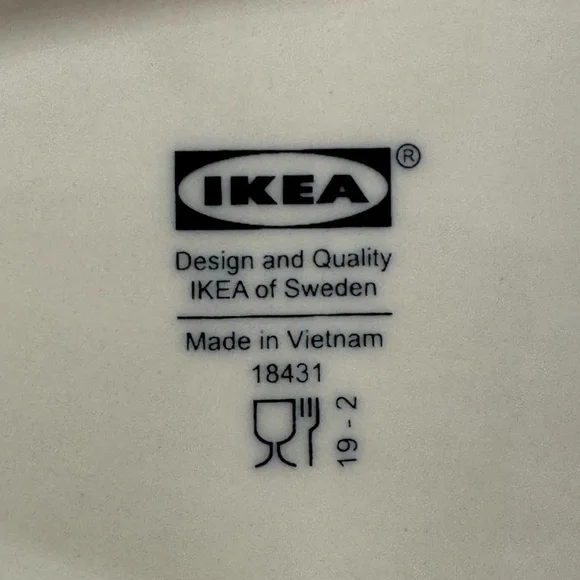 IKEA ®
Design and Quality
IKEA of Sweden
Made in Vietnam
18431
19 - 2